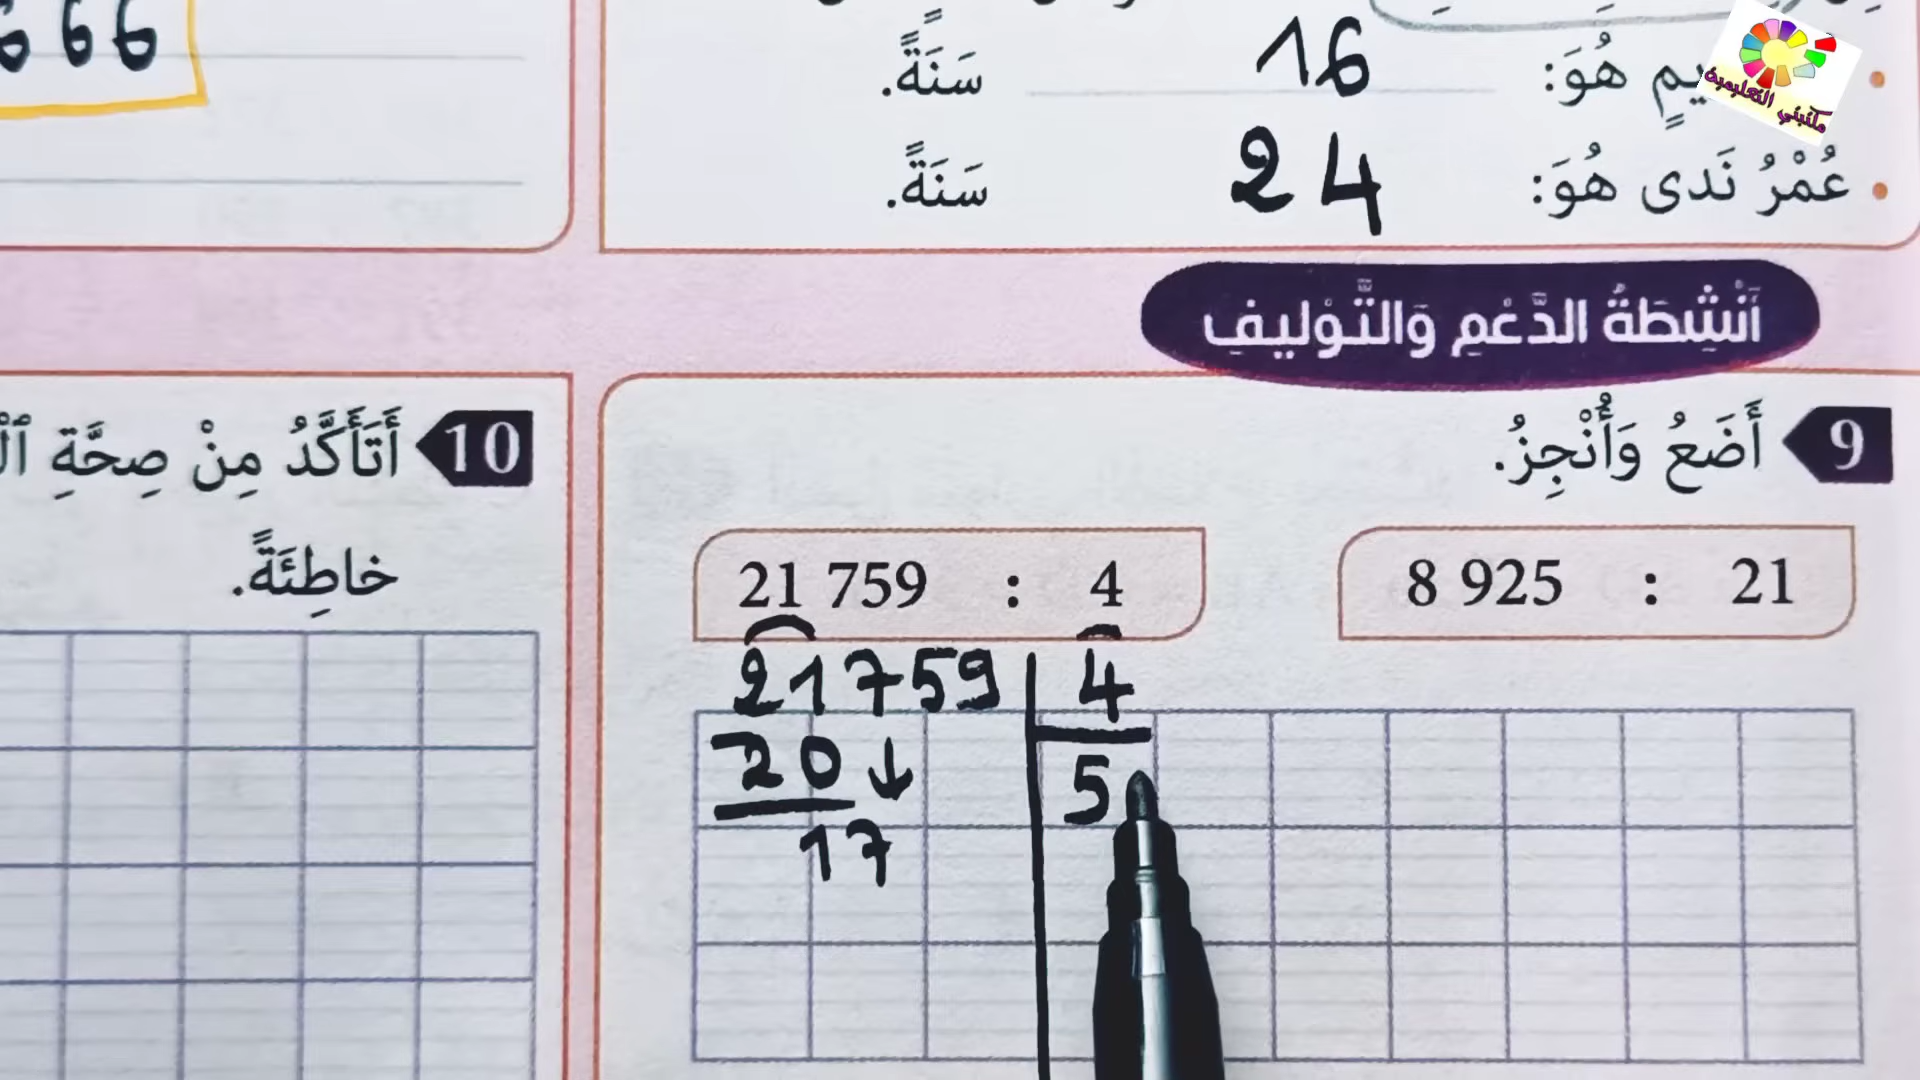 يمٍ هُوَ: 16 سَنَةً.
عُمْرُ نَدى هُوَ: 24 سَنَةً.
مكتبتي التعليمية
أَنْشِطَةُ الدَّعْمِ وَالتَّوْليفِ
9 أَضَعُ وَأُنْجِزُ.
8 925 : 21
21 759 : 4
21759 4
20 5
17
10 أَتَأَكَّدُ مِنْ صِحَّةِ
خاطِئَةً.